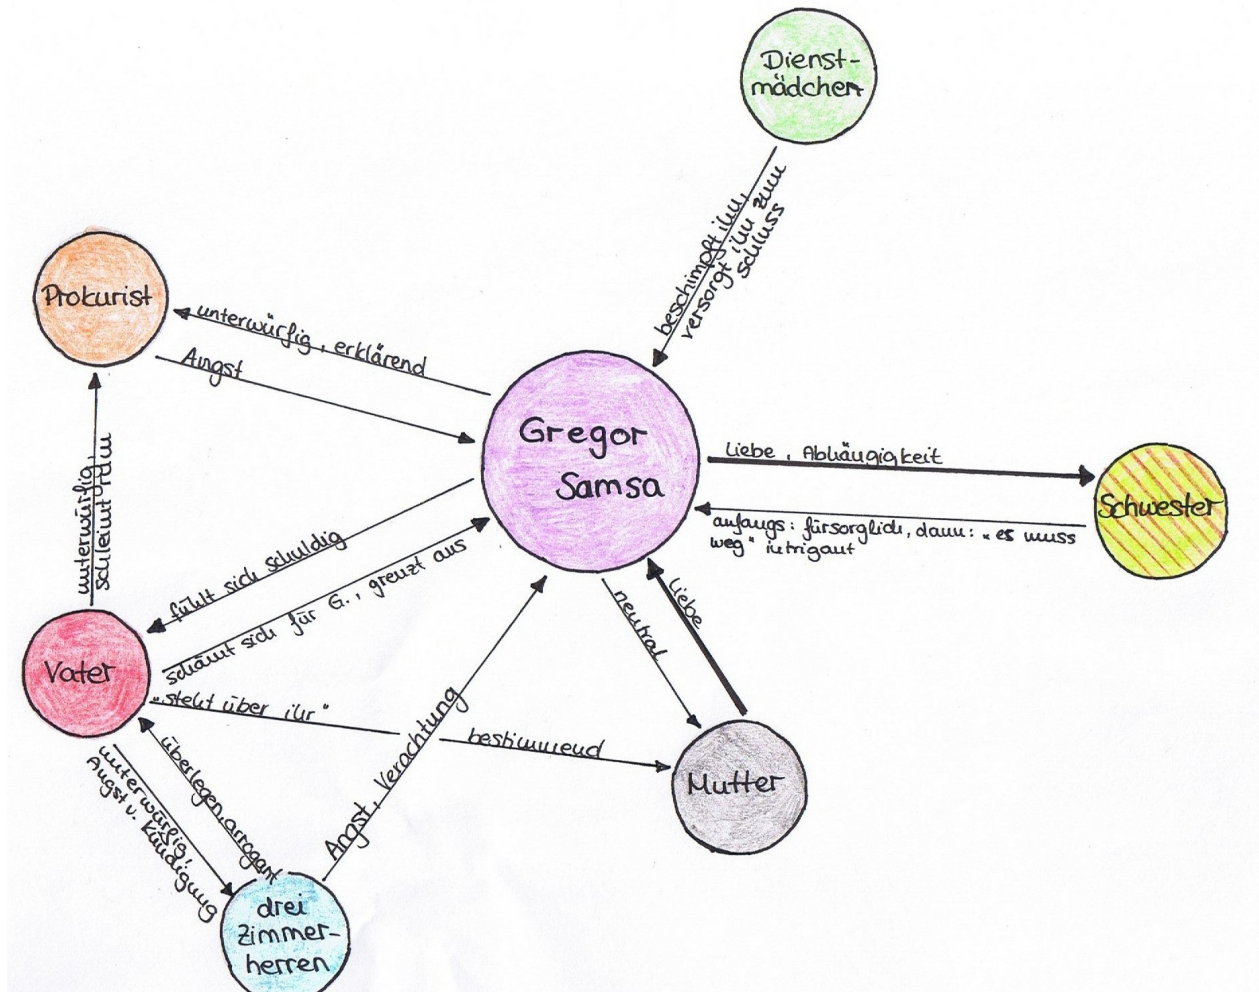 Dienst-
mädchen
beschimpft ihn,
versorgt ihn zum
schluss
Prokurist
unterwürfig, erklärend
Angst
Gregor
Samsa
Liebe, Abhängigkeit
Schwester
anfangs: fürsorglich, dann: „es muss
weg" intrigant
unterwürfig,
schleimt rum
fühlt sich schuldig
schämt sich für G., grenzt aus
Vater
„steht über ihr"
bestimmend
neutral
Liebe
Mutter
Angst, Verachtung
überlegen, arrogant
unterwürfig,
Angst v. Kündigung
drei
Zimmer-
herren